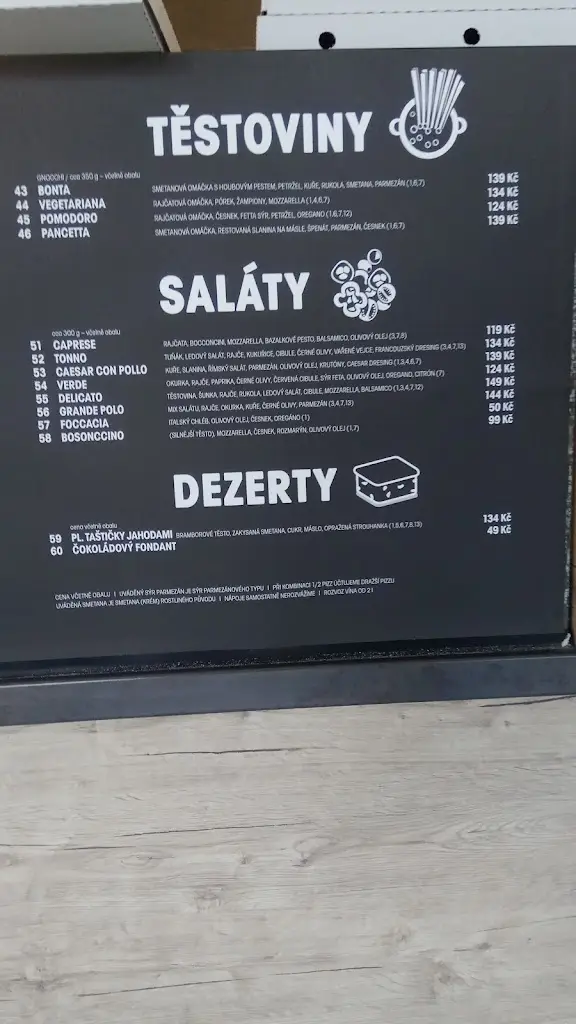 TĚSTOVINY
GNOCCHI / cca 350 g – včetně obalu
43 BONTA SMETANOVÁ OMÁČKA S HOUBOVÝM PESTEM, PETRŽEL, KUŘE, RUKOLA, SMETANA, PARMEZÁN (1,6,7) 139 Kč
44 VEGETARIANA RAJČATOVÁ OMÁČKA, PÓREK, ŽAMPIONY, MOZZARELLA (1,4,6,7) 134 Kč
45 POMODORO RAJČATOVÁ OMÁČKA, ČESNEK, FETTA SÝR, PETRŽEL, OREGANO (1,6,7,12) 124 Kč
46 PANCETTA SMETANOVÁ OMÁČKA, RESTOVANÁ SLANINA NA MÁSLE, ŠPENÁT, PARMEZÁN, ČESNEK (1,6,7) 139 Kč
SALÁTY
cca 300 g – včetně obalu
51 CAPRESE RAJČATA, BOCCONCINI, MOZZARELLA, BAZALKOVÉ PESTO, BALSAMICO, OLIVOVÝ OLEJ (3,7,8) 119 Kč
52 TONNO TUŇÁK, LEDOVÝ SALÁT, RAJČE, KUKUŘICE, CIBULE, ČERNÉ OLIVY, VAŘENÉ VEJCE, FRANCOUZSKÝ DRESING (3,4,7,13) 134 Kč
53 CAESAR CON POLLO KUŘE, SLANINA, ŘÍMSKÝ SALÁT, PARMEZÁN, OLIVOVÝ OLEJ, KRUTÓNY, CAESAR DRESING (1,3,4,6,7) 139 Kč
54 VERDE OKURKA, RAJČE, PAPRIKA, ČERNÉ OLIVY, ČERVENÁ CIBULE, SÝR FETA, OLIVOVÝ OLEJ, OREGANO, CITRÓN (7) 124 Kč
55 DELICATO TĚSTOVINA, ŠUNKA, RAJČE, RUKOLA, LEDOVÝ SALÁT, CIBULE, MOZZARELLA, BALSAMICO (1,3,4,7,12) 149 Kč
56 GRANDE POLO MIX SALÁTU, RAJČE, OKURKA, KUŘE, ČERNÉ OLIVY, PARMEZÁN (3,4,7,13) 144 Kč
57 FOCCACIA ITALSKÝ CHLÉB, OLIVOVÝ OLEJ, ČESNEK, OREGÁNO (1) 50 Kč
58 BOSONCCINO (SILNĚJŠÍ TĚSTO), MOZZARELLA, ČESNEK, ROZMARÝN, OLIVOVÝ OLEJ (1,7) 99 Kč
DEZERTY
cena včetně obalu
59 PL. TAŠTIČKY JAHODAMI BRAMBOROVÉ TĚSTO, ZAKYSANÁ SMETANA, CUKR, MÁSLO, OPRAŽENÁ STROUHANKA (1,5,6,7,8,13) 134 Kč
60 ČOKOLÁDOVÝ FONDANT 49 Kč
CENA VČETNĚ OBALU I UVÁDĚNÝ SÝR PARMEZÁN JE SÝR PARMEZÁNOVÉHO TYPU I PŘI KOMBINACI 1/2 PIZZ ÚČTUJEME DRAŽŠÍ PIZZU
UVÁDĚNÁ SMETANA JE SMETANA (KRÉM) ROSTLINÉHO PŮVODU I NÁPOJE SAMOSTATNĚ NEROZVÁŽÍME I ROZVOZ VÍNA OD 2 l